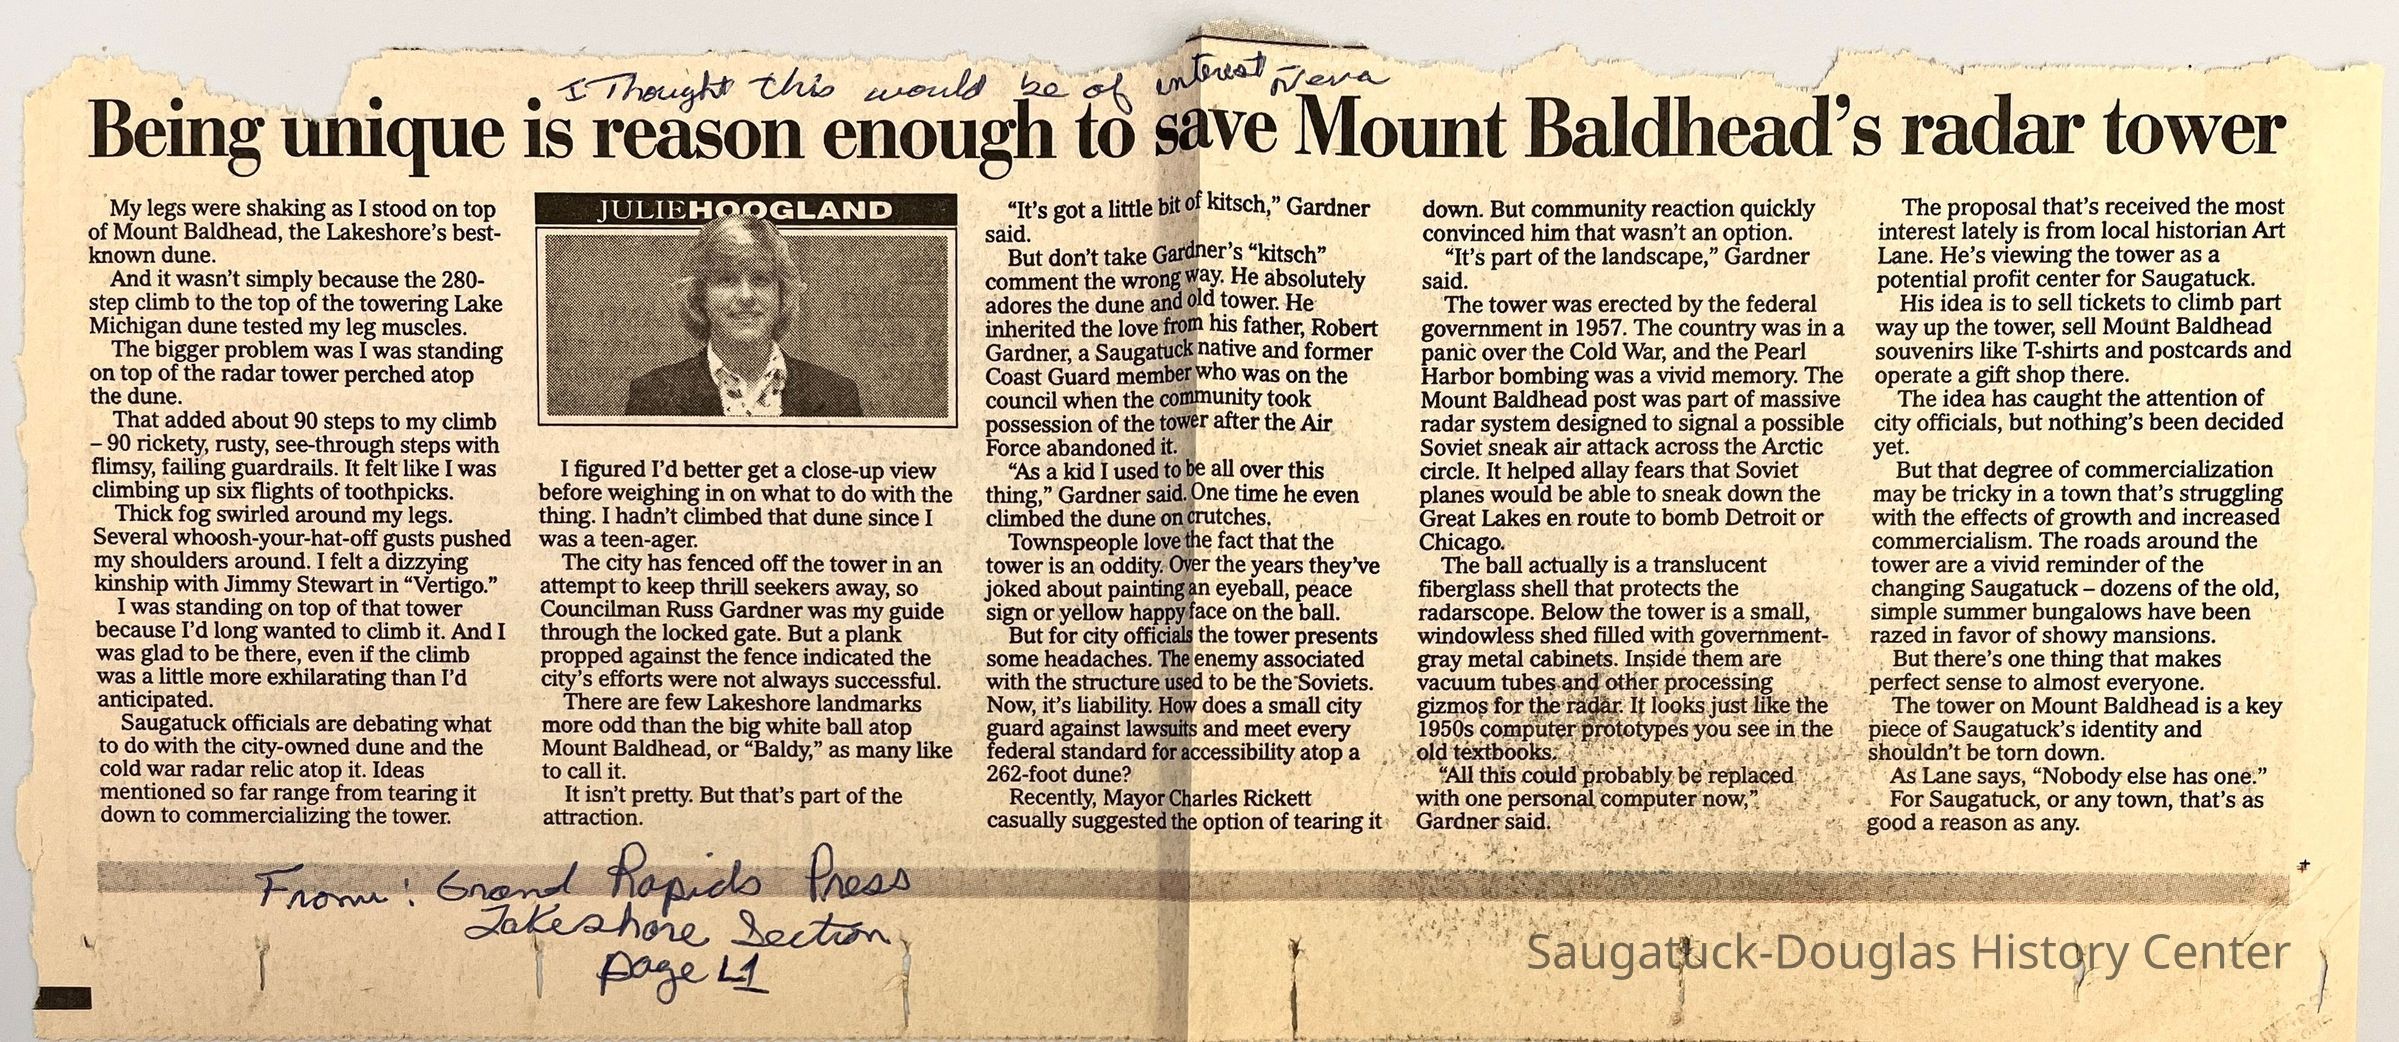 I Thought this would be of interest Neva
Being unique is reason enough to save Mount Baldhead's radar tower
My legs were shaking as I stood on top
of Mount Baldhead, the Lakeshore's best-
known dune.
And it wasn't simply because the 280-
step climb to the top of the towering Lake
Michigan dune tested my leg muscles.
The bigger problem was I was standing
on top of the radar tower perched atop
the dune.
That added about 90 steps to my climb
– 90 rickety, rusty, see-through steps with
flimsy, failing guardrails. It felt like I was
climbing up six flights of toothpicks.
Thick fog swirled around my legs.
Several whoosh-your-hat-off gusts pushed
my shoulders around. I felt a dizzying
kinship with Jimmy Stewart in “Vertigo.”
I was standing on top of that tower
because I'd long wanted to climb it. And I
was glad to be there, even if the climb
was a little more exhilarating than I'd
anticipated.
Saugatuck officials are debating what
to do with the city-owned dune and the
cold war radar relic atop it. Ideas
mentioned so far range from tearing it
down to commercializing the tower.
JULIEHOOGLAND
I figured I'd better get a close-up view
before weighing in on what to do with the
thing. I hadn't climbed that dune since I
was a teen-ager.
The city has fenced off the tower in an
attempt to keep thrill seekers away, so
Councilman Russ Gardner was my guide
through the locked gate. But a plank
propped against the fence indicated the
city's efforts were not always successful.
There are few Lakeshore landmarks
more odd than the big white ball atop
Mount Baldhead, or “Baldy,” as many like
to call it.
It isn't pretty. But that's part of the
attraction.
“It's got a little bit of kitsch,” Gardner
said.
But don't take Gardner's “kitsch”
comment the wrong way. He absolutely
adores the dune and old tower. He
inherited the love from his father, Robert
Gardner, a Saugatuck native and former
Coast Guard member who was on the
council when the community took
possession of the tower after the Air
Force abandoned it.
“As a kid I used to be all over this
thing,” Gardner said. One time he even
climbed the dune on crutches.
Townspeople love the fact that the
tower is an oddity. Over the years they've
joked about painting an eyeball, peace
sign or yellow happy face on the ball.
But for city officials the tower presents
some headaches. The enemy associated
with the structure used to be the Soviets.
Now, it's liability. How does a small city
guard against lawsuits and meet every
federal standard for accessibility atop a
262-foot dune?
Recently, Mayor Charles Rickett
casually suggested the option of tearing it
down. But community reaction quickly
convinced him that wasn't an option.
“It's part of the landscape,” Gardner
said.
The tower was erected by the federal
government in 1957. The country was in a
panic over the Cold War, and the Pearl
Harbor bombing was a vivid memory. The
Mount Baldhead post was part of massive
radar system designed to signal a possible
Soviet sneak air attack across the Arctic
circle. It helped allay fears that Soviet
planes would be able to sneak down the
Great Lakes en route to bomb Detroit or
Chicago.
The ball actually is a translucent
fiberglass shell that protects the
radarscope. Below the tower is a small,
windowless shed filled with government-
gray metal cabinets. Inside them are
vacuum tubes and other processing
gizmos for the radar. It looks just like the
1950s computer prototypes you see in the
old textbooks.
“All this could probably be replaced
with one personal computer now,”
Gardner said.
The proposal that's received the most
interest lately is from local historian Art
Lane. He's viewing the tower as a
potential profit center for Saugatuck.
His idea is to sell tickets to climb part
way up the tower, sell Mount Baldhead
souvenirs like T-shirts and postcards and
operate a gift shop there.
The idea has caught the attention of
city officials, but nothing's been decided
yet.
But that degree of commercialization
may be tricky in a town that's struggling
with the effects of growth and increased
commercialism. The roads around the
tower are a vivid reminder of the
changing Saugatuck – dozens of the old,
simple summer bungalows have been
razed in favor of showy mansions.
But there's one thing that makes
perfect sense to almost everyone.
The tower on Mount Baldhead is a key
piece of Saugatuck's identity and
shouldn't be torn down.
As Lane says, “Nobody else has one.”
For Saugatuck, or any town, that's as
good a reason as any.
From: Grand Rapids Press
Lakeshore Section
page L1
Saugatuck-Douglas History Center